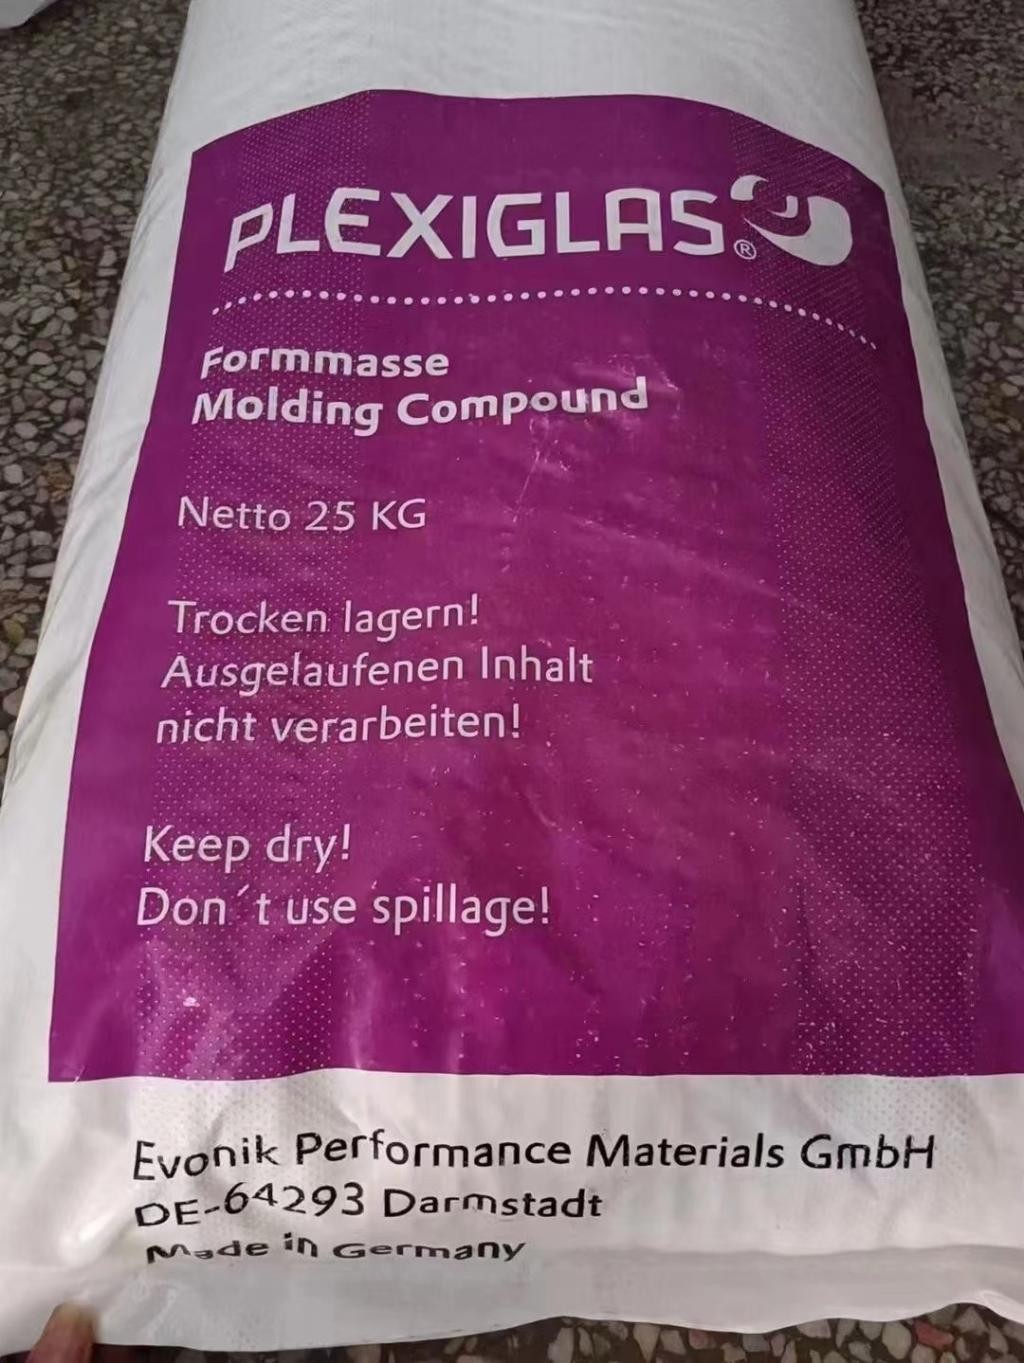 PLEXIGLAS®
Formmasse
Molding Compound
Netto 25 KG
Trocken lagern!
Ausgelaufenen Inhalt
nicht verarbeiten!
Keep dry!
Don´t use spillage!
Evonik Performance Materials GmbH
DE-64293 Darmstadt
Made in Germany